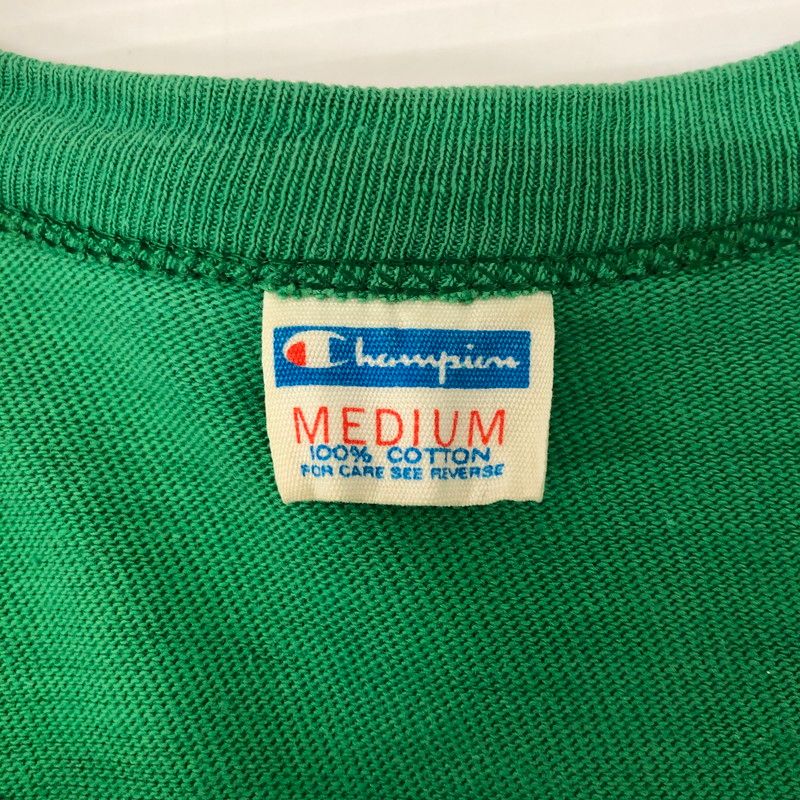 Champion
MEDIUM
100% COTTON
FOR CARE SEE REVERSE